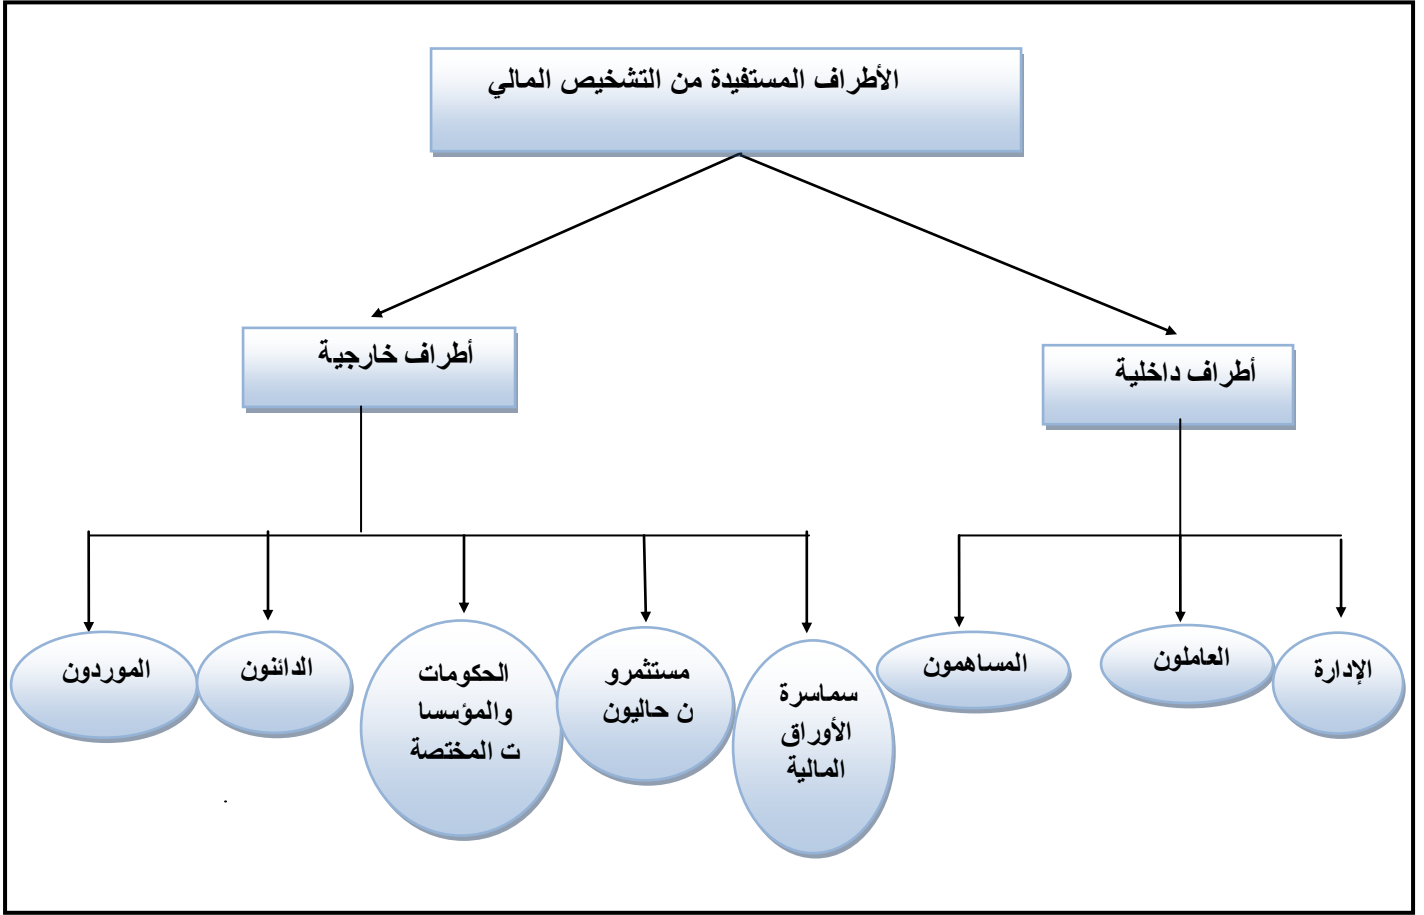 الأطراف المستفيدة من التشخيص المالي
أطراف داخلية
أطراف خارجية
الإدارة
العاملون
المساهمون
سماسرة
الأوراق
المالية
مستثمرو
ن حاليون
الحكومات
والمؤسسا
ت المختصة
الدائنون
الموردون